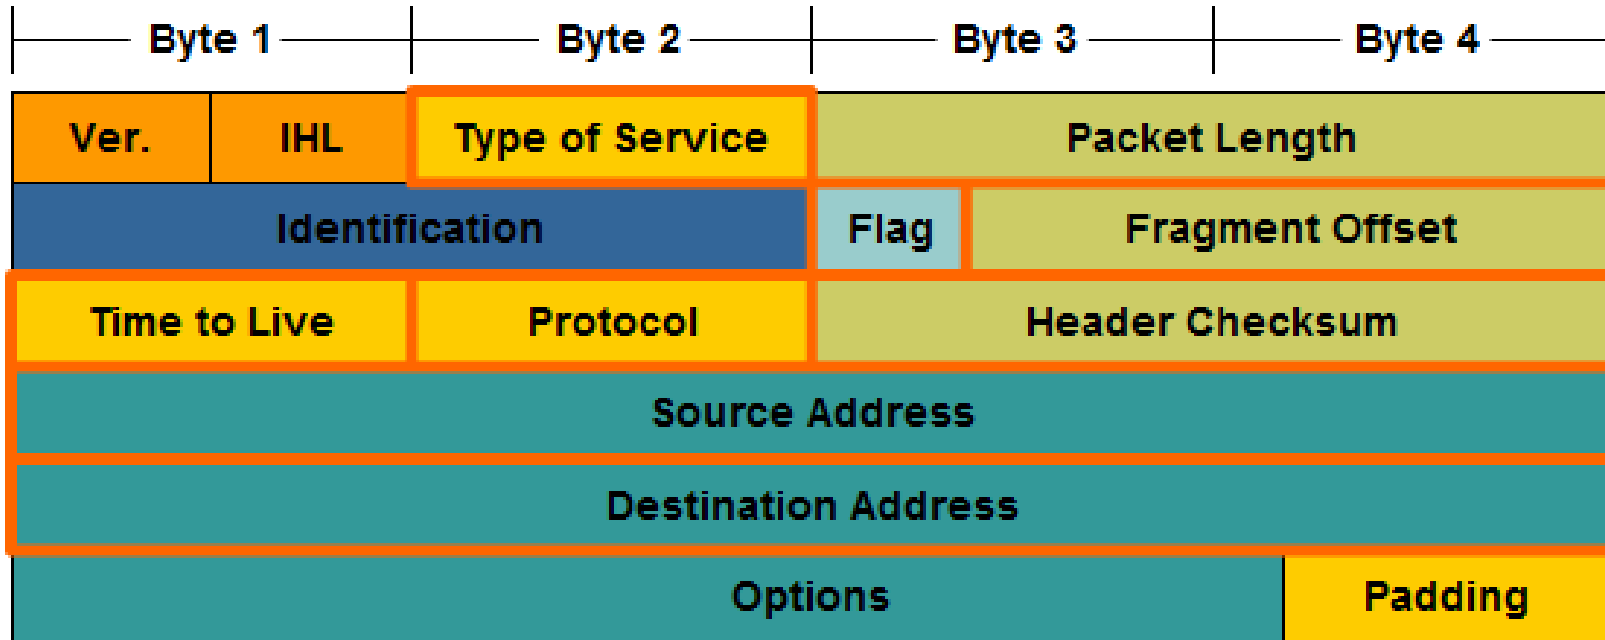 Byte 1 Byte 2 Byte 3 Byte 4
Ver. IHL Type of Service Packet Length
Identification Flag Fragment Offset
Time to Live Protocol Header Checksum
Source Address
Destination Address
Options Padding